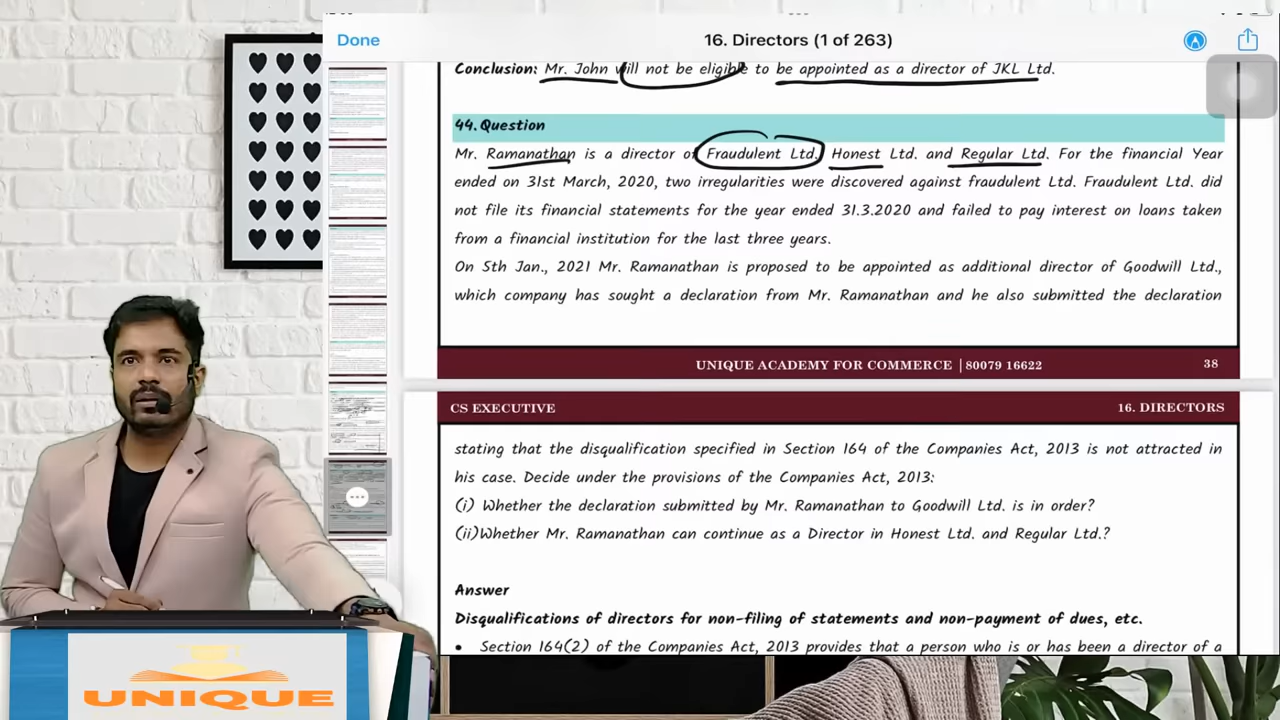 Done
16. Directors (1 of 263)
Conclusion: Mr. John will not be eligible to be appointed as a director of JKL Ltd.
44. Question
Mr. Ramanathan is a director of Fraudulent Ltd. Honest Ltd. and Regular Ltd. For the financial Year
ended on 31st March, 2020, two irregularities were discovered against fraudulent Ltd. Fraudulent Ltd. did
not file its financial statements for the year ended 31.3.2020 and failed to pay interest on loans taken
from a financial institution for the last three years.
On 5th Jan., 2021 Mr. Ramanathan is proposed to be appointed as additional director of Goodwill Ltd.,
which company has sought a declaration from Mr. Ramanathan and he also submitted the declaration
UNIQUE ACADEMY FOR COMMERCE | 80079 16622 38
CS EXECUTIVE 16. DIRECTORS
stating that the disqualification specified in Section 164 of the Companies Act, 2013 is not attracted in
his case. Decide under the provisions of the Companies Act, 2013:
(i) Whether the declaration submitted by Mr. Ramanathan to Goodwill Ltd. is in order?
(ii)Whether Mr. Ramanathan can continue as a Director in Honest Ltd. and Regular Ltd.?
Answer
Disqualifications of directors for non-filing of statements and non-payment of dues, etc.
• Section 164(2) of the Companies Act, 2013 provides that a person who is or has been a director of a
UNIQUE